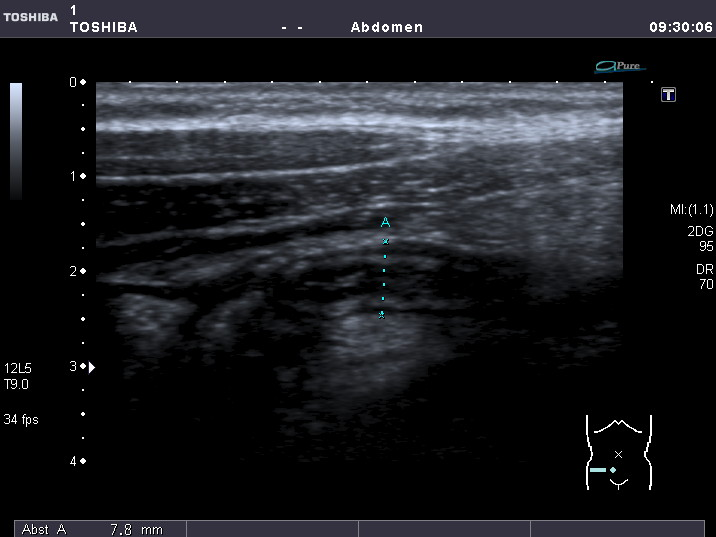 TOSHIBA
1
TOSHIBA - - Abdomen 09:30:06
aPure
T
0
1
A
MI:(1.1)
2DG
95
2
DR
70
3
12L5
T9.0
34 fps
4
Abst A 7.8 mm